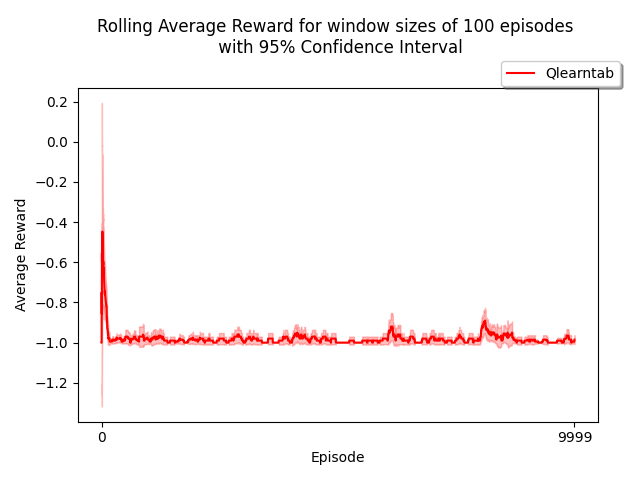 Rolling Average Reward for window sizes of 100 episodes
with 95% Confidence Interval
Qlearntab
0.2
0.0
−0.2
−0.4
−0.6
−0.8
−1.0
−1.2
Average Reward
0
9999
Episode